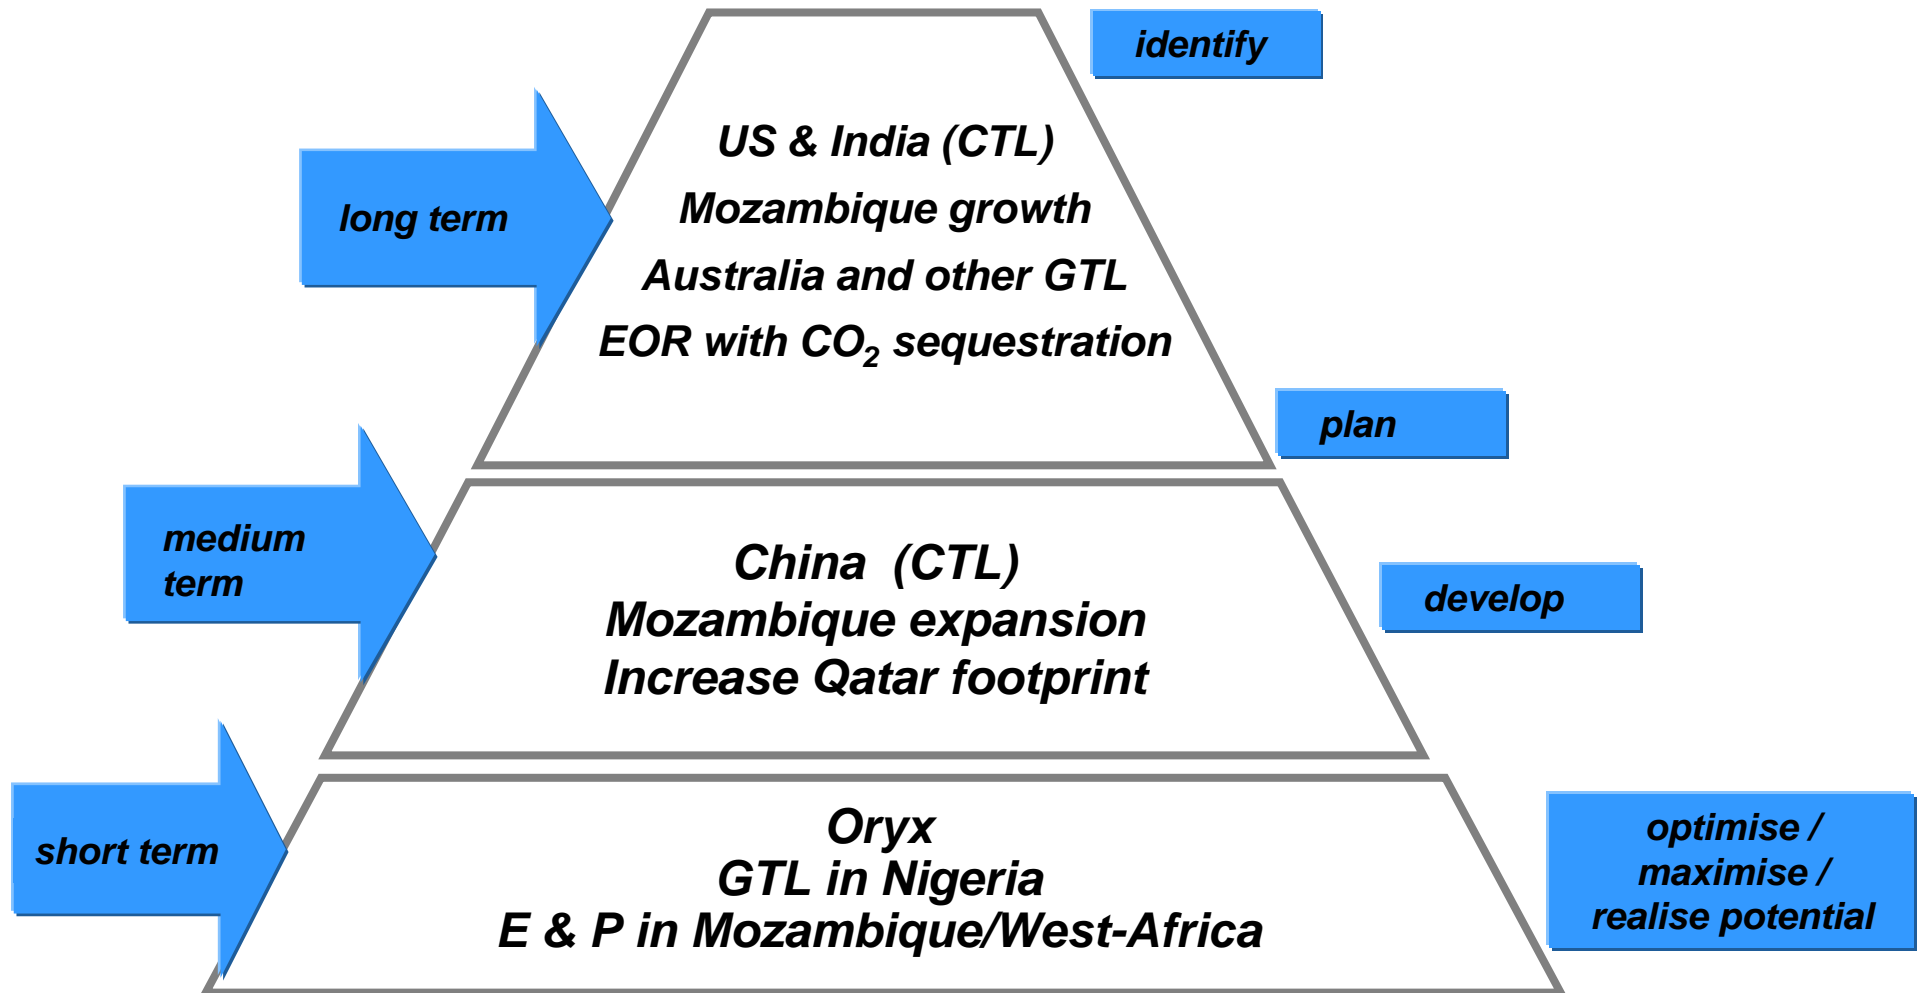 identify
US & India (CTL)
Mozambique growth
Australia and other GTL
EOR with CO₂ sequestration
long term
plan
medium
term
China  (CTL)
Mozambique expansion
Increase Qatar footprint
develop
short term
Oryx
GTL in Nigeria
E & P in Mozambique/West-Africa
optimise /
maximise /
realise potential